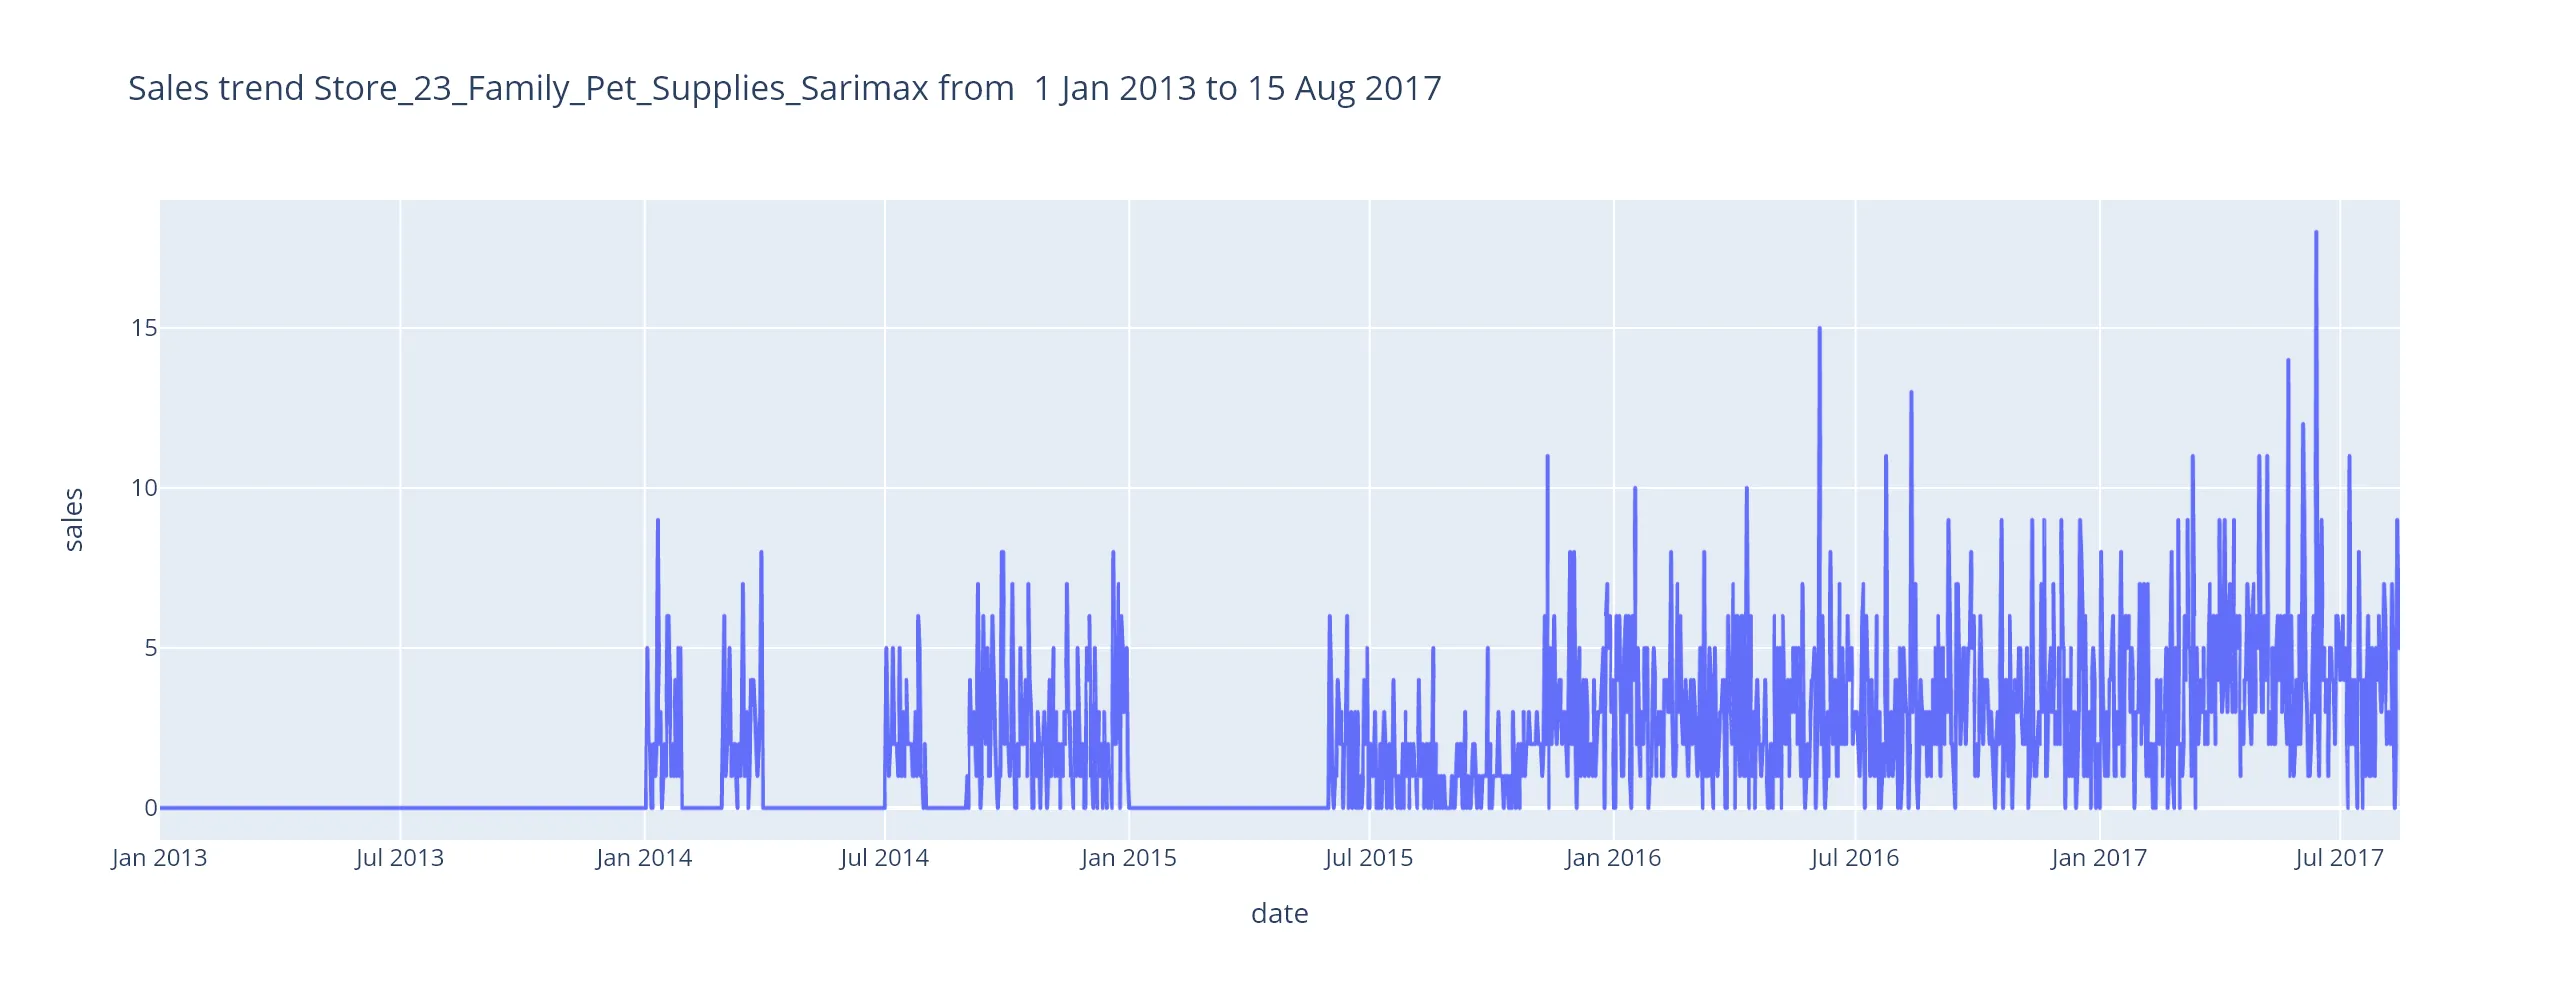 Sales trend Store_23_Family_Pet_Supplies_Sarimax from  1 Jan 2013 to 15 Aug 2017
sales
15
10
5
0
Jan 2013 Jul 2013 Jan 2014 Jul 2014 Jan 2015 Jul 2015 Jan 2016 Jul 2016 Jan 2017 Jul 2017
date